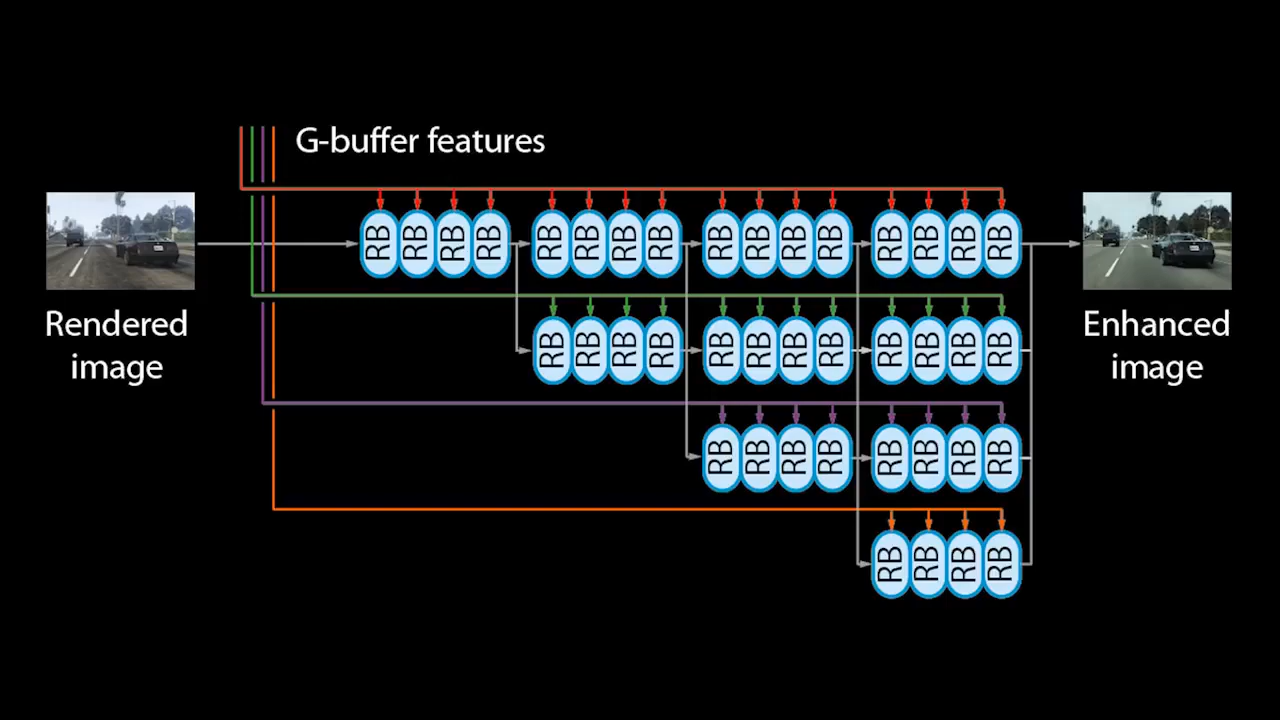 G-buffer features
RB RB RB RB RB RB RB RB RB RB RB RB RB RB RB RB
Rendered
image
Enhanced
image
RB RB RB RB RB RB RB RB RB RB RB RB
RB RB RB RB RB RB RB RB
RB RB RB RB